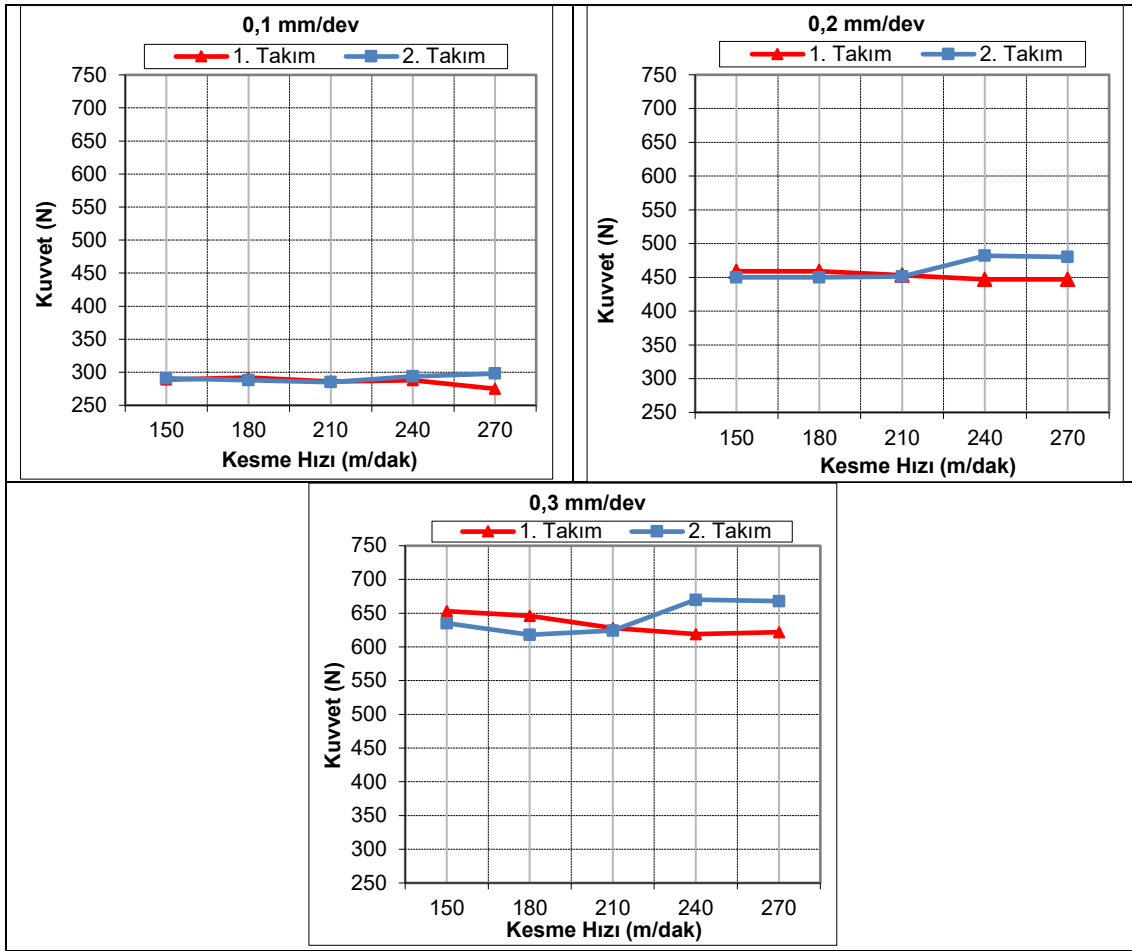 0,1 mm/dev
1. Takım 2. Takım
750
700
650
600
550
500
450
400
350
300
250
Kuvvet (N)
150 180 210 240 270
Kesme Hızı (m/dak)
0,2 mm/dev
1. Takım 2. Takım
750
700
650
600
550
500
450
400
350
300
250
Kuvvet (N)
150 180 210 240 270
Kesme Hızı (m/dak)
0,3 mm/dev
1. Takım 2. Takım
750
700
650
600
550
500
450
400
350
300
250
Kuvvet (N)
150 180 210 240 270
Kesme Hızı (m/dak)